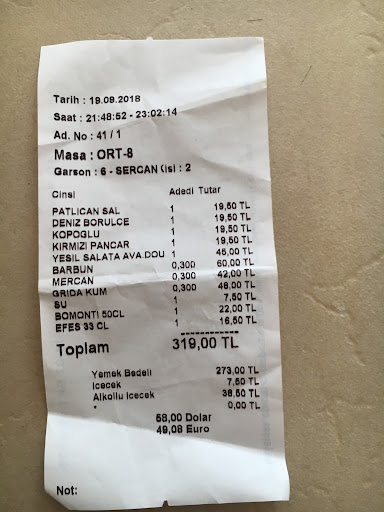 Tarih : 19.09.2018
Saat : 21:48:52 - 23:02:14
Ad. No : 41 / 1
Masa : ORT-8
Garson : 6 - SERCAN Kisi : 2
Cinsi Adedi Tutar
PATLICAN SAL 1 19,50 TL
DENIZ BORULCE 1 19,50 TL
KOPOGLU 1 19,50 TL
KIRMIZI PANCAR 1 19,50 TL
YESIL SALATA AVA.DOU 1 45,00 TL
BARBUN 0,300 60,00 TL
MERCAN 0,300 42,00 TL
GRIDA KUM 0,300 48,00 TL
SU 1 7,50 TL
BOMONTI 50CL 1 22,00 TL
EFES 33 CL 1 16,50 TL
------------
Toplam 319,00 TL
Yemek Bedeli 273,00 TL
Icecek 7,50 TL
Alkollu Icecek 38,50 TL
* 0,00 TL
58,00 Dolar
49,08 Euro
Not: